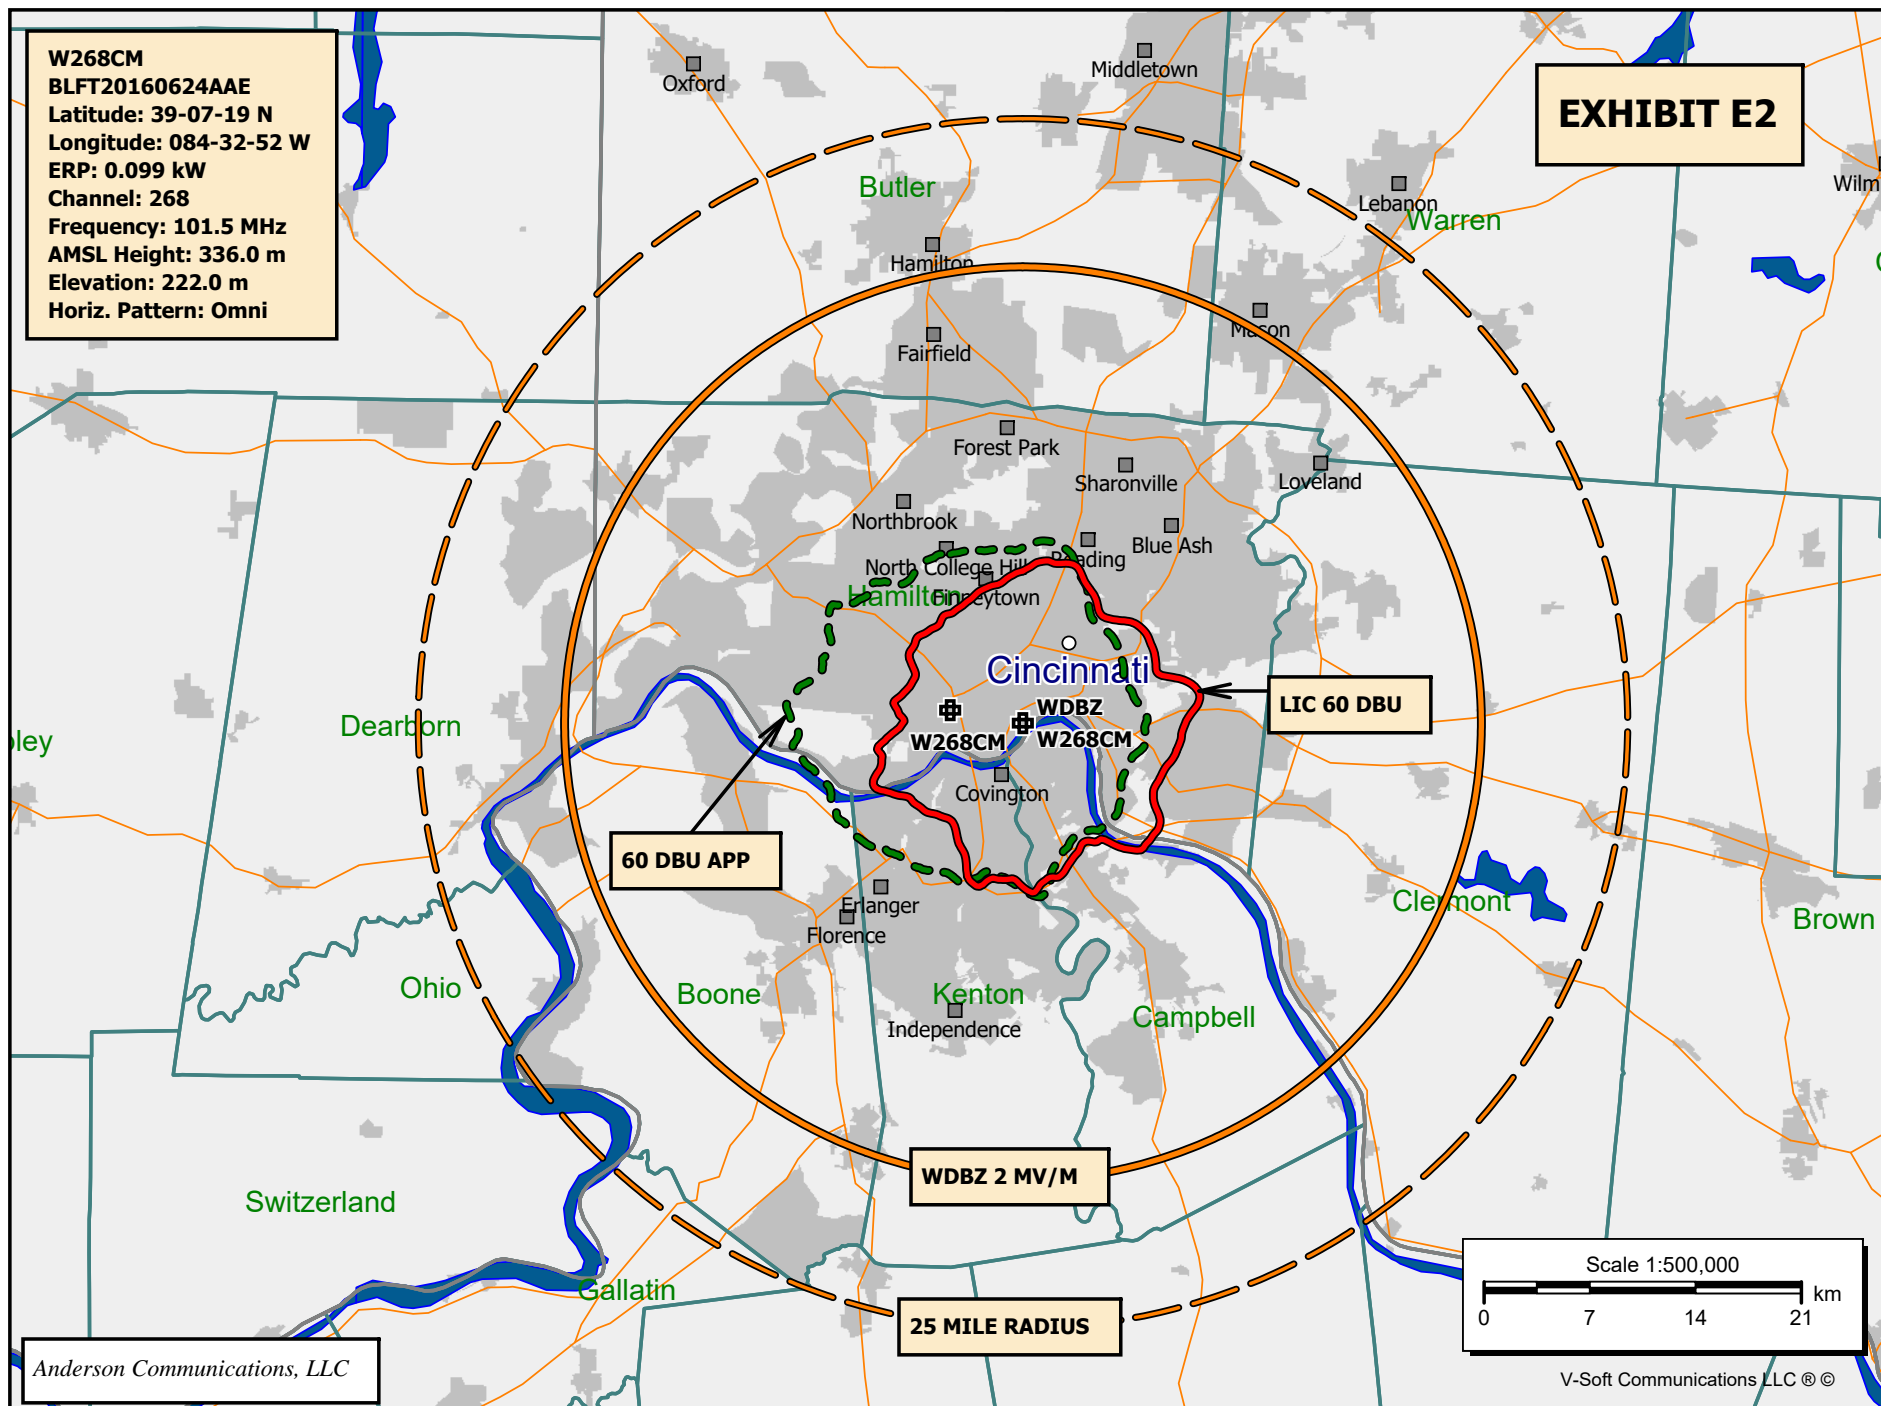 W268CM
BLFT20160624AAE
Latitude: 39-07-19 N
Longitude: 084-32-52 W
ERP: 0.099 kW
Channel: 268
Frequency: 101.5 MHz
AMSL Height: 336.0 m
Elevation: 222.0 m
Horiz. Pattern: Omni
EXHIBIT E2
Oxford
Middletown
Butler
Lebanon
Warren
Hamilton
Mason
Fairfield
Forest Park
Sharonville
Loveland
Northbrook
Blue Ash
Reading
North College Hill
Hamilton
Finneytown
Cincinnati
LIC 60 DBU
WDBZ
W268CM
W268CM
Dearborn
Covington
60 DBU APP
Erlanger
Florence
Clermont
Brown
Ohio
Boone
Kenton
Independence
Campbell
WDBZ 2 MV/M
Switzerland
Gallatin
25 MILE RADIUS
Scale 1:500,000
km
0 7 14 21
Anderson Communications, LLC
V-Soft Communications LLC ® ©